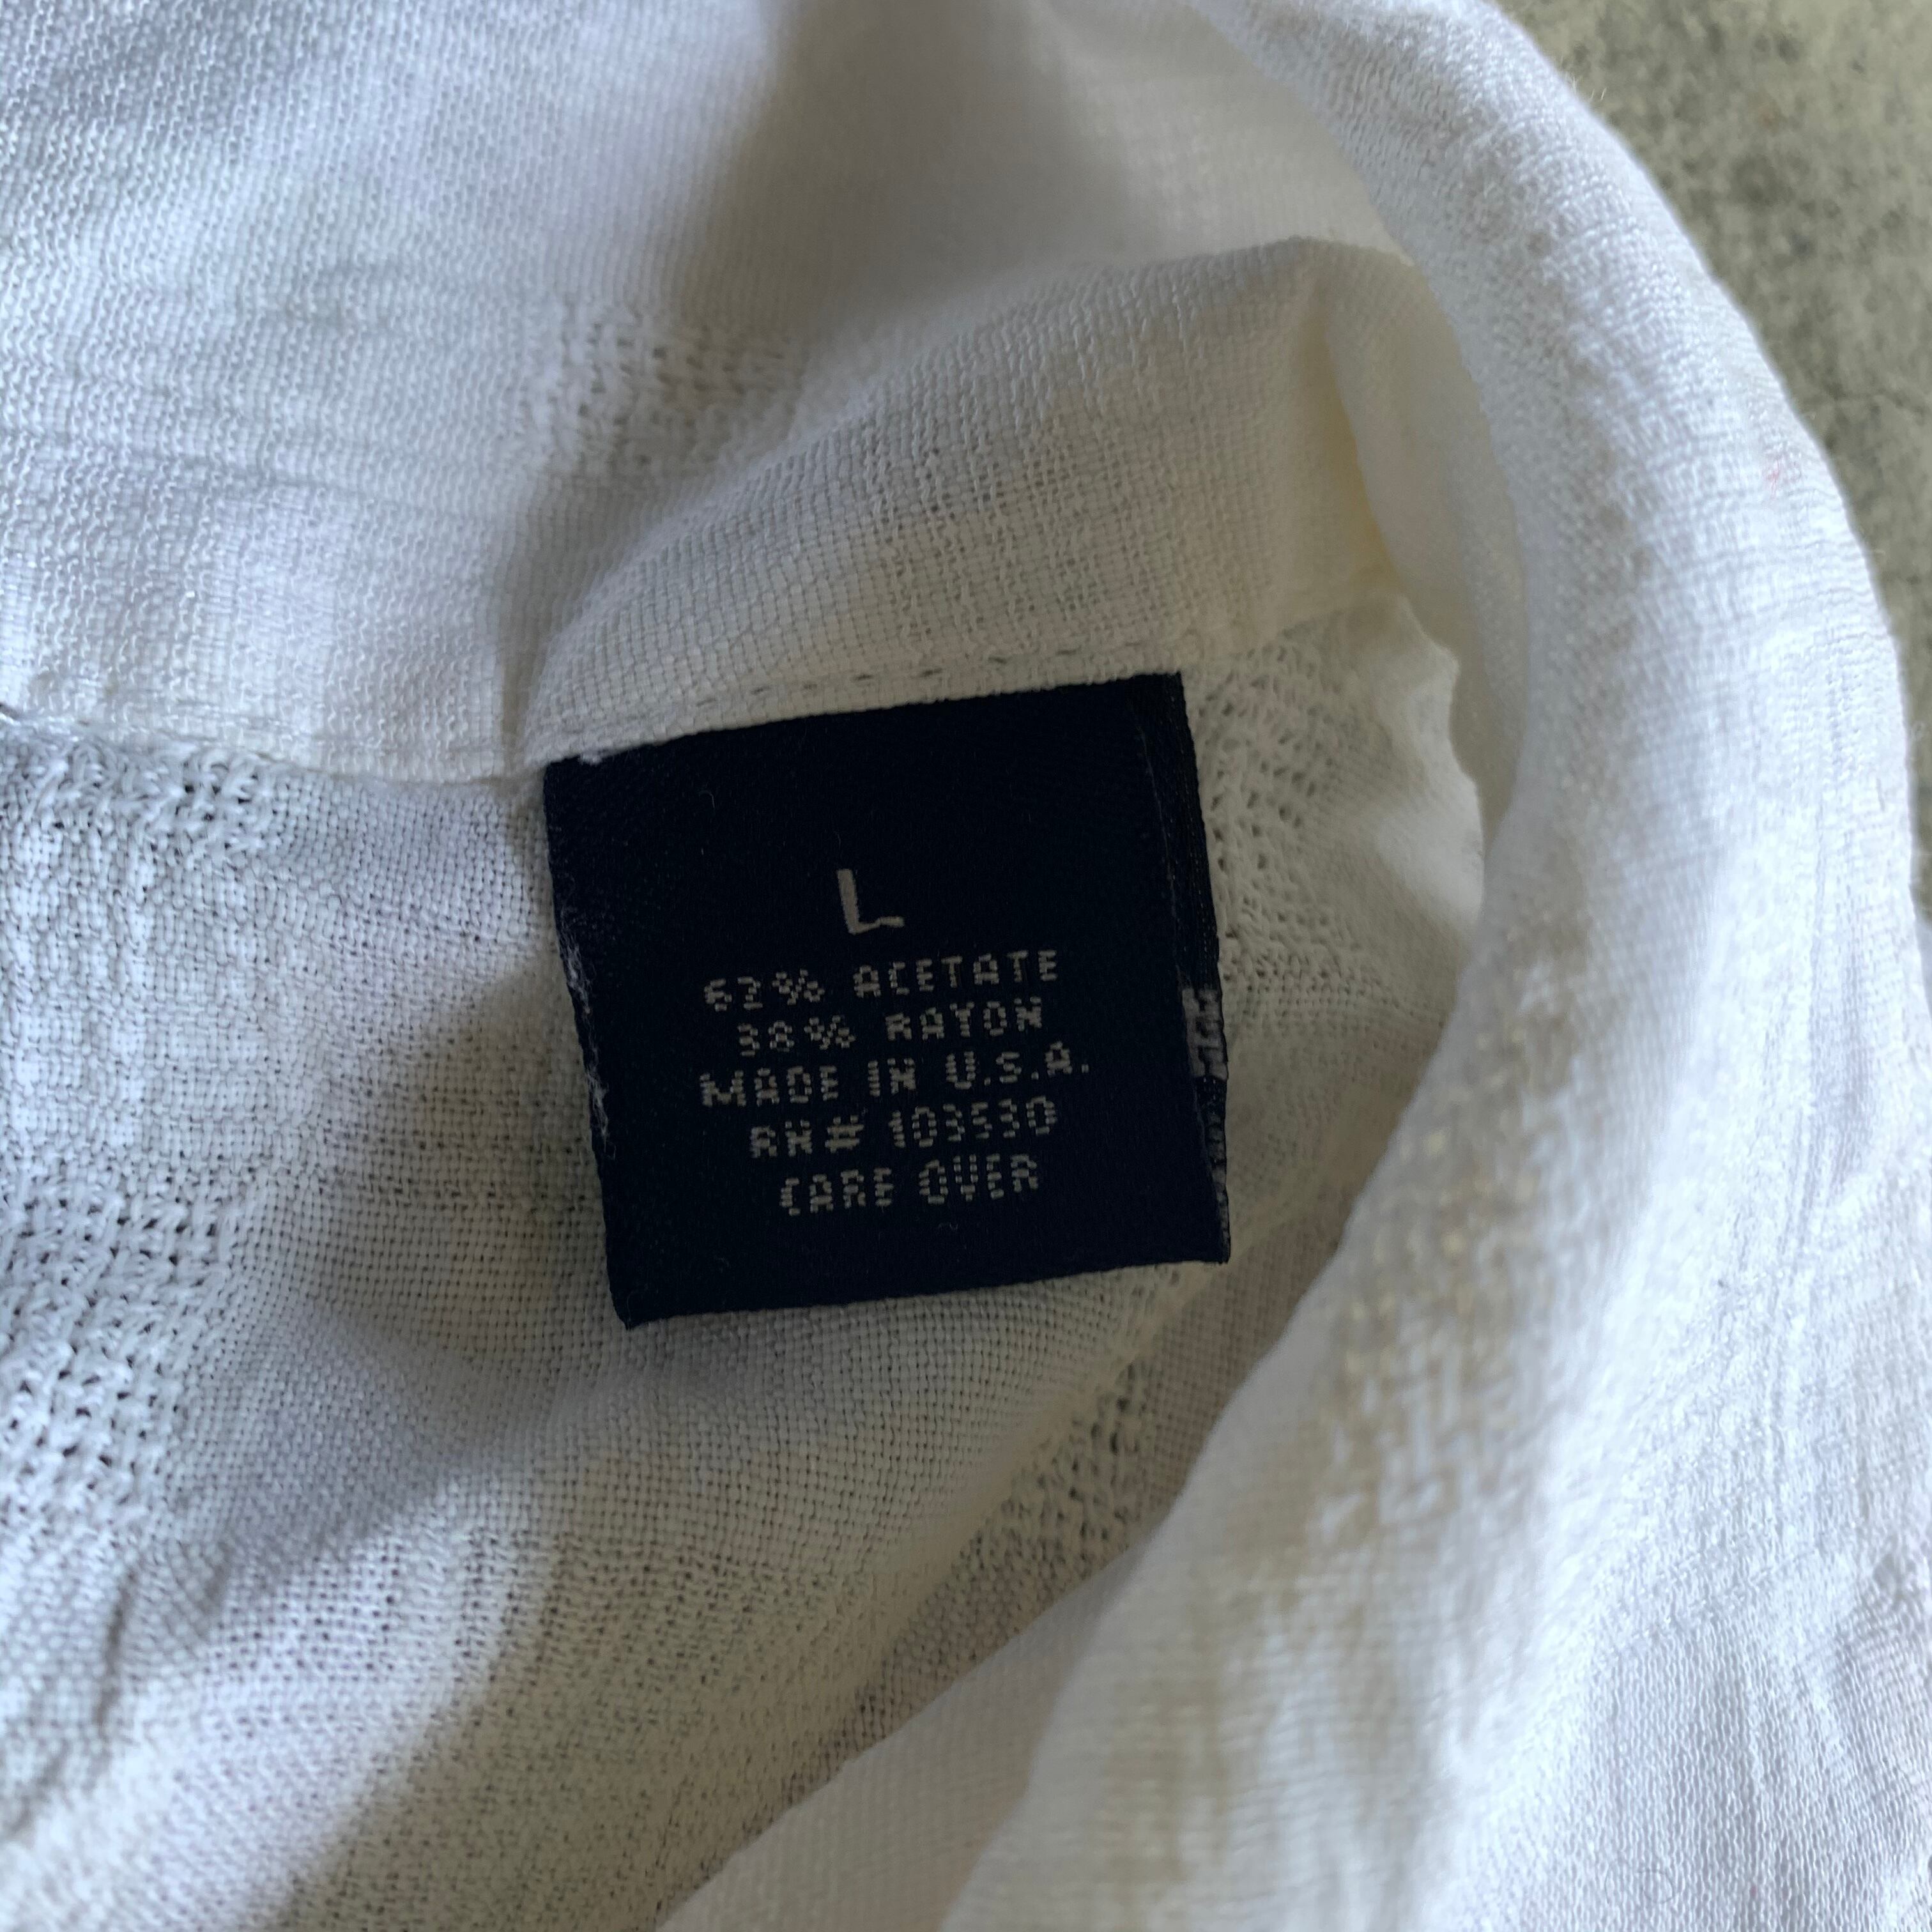 L
62% ACETATE
38% RAYON
MADE IN U.S.A.
RN# 103530
CARE OVER